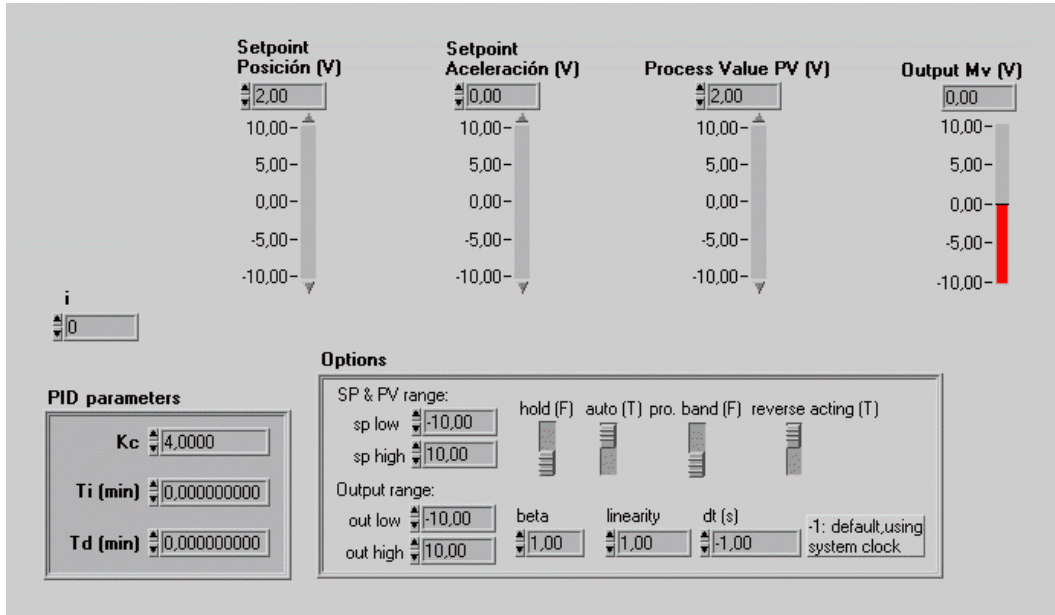 Setpoint
Posición (V)
Setpoint
Aceleración (V)
Process Value PV (V)
Output Mv (V)
2,00
0,00
2,00
0,00
10,00-
10,00-
10,00-
10,00-
5,00-
5,00-
5,00-
5,00-
0,00-
0,00-
0,00-
0,00-
-5,00-
-5,00-
-5,00-
-5,00-
-10,00-
-10,00-
-10,00-
-10,00-
i
0
PID parameters
Kc 4,0000
Ti (min) 0,000000000
Td (min) 0,000000000
Options
SP & PV range:
sp low -10,00
sp high 10,00
hold (F) auto (T) pro. band (F) reverse acting (T)
Output range:
out low -10,00
out high 10,00
beta
1,00
linearity
1,00
dt (s)
-1,00
-1: default,using
system clock